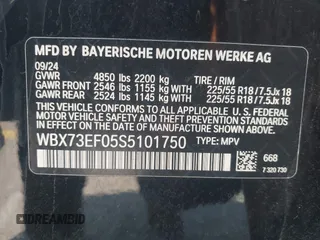 MFD BY BAYERISCHE MOTOREN WERKE AG
09/24
GVWR 4850 lbs 2200 kg TIRE / RIM
GAWR FRONT 2546 lbs 1155 kg 225/55 R18 / 7.5Jx 18
GAWR REAR 2524 lbs 1145 kg 225/55 R18 / 7.5Jx 18
THIS VEHICLE CONFORMS TO ALL APPLICABLE U.S. FEDERAL
MOTOR VEHICLE SAFETY AND THEFT PREVENTION STANDARDS
IN EFFECT ON THE DATE OF MANUFACTURE SHOWN ABOVE.
WBX73EF05S5101750 TYPE: MPV
668
7 320 730